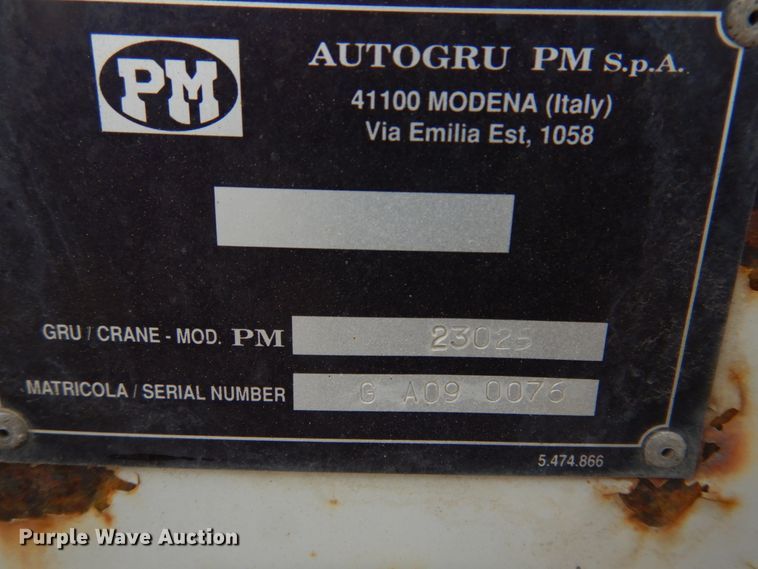 PM
AUTOGRU PM S.p.A.
41100 MODENA (Italy)
Via Emilia Est, 1058
GRU / CRANE - MOD. PM 23025
MATRICOLA / SERIAL NUMBER G A09 0076
5.474.866
Purple Wave Auction